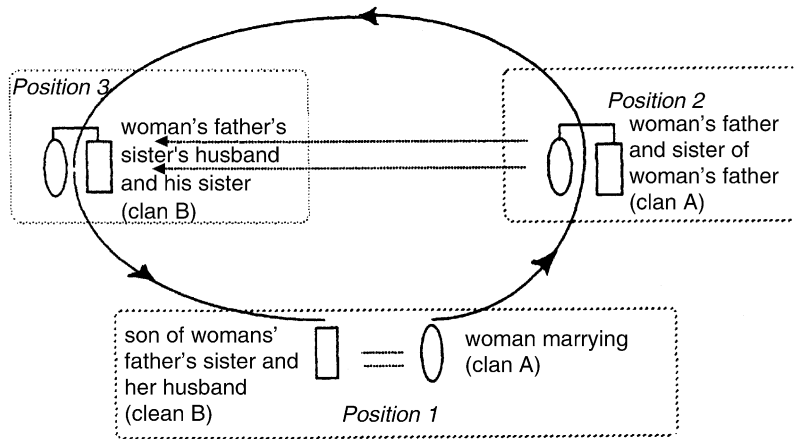 Position 3
woman's father's
sister's husband
and his sister
(clan B)
Position 2
woman's father
and sister of
woman's father
(clan A)
son of womans'
father's sister and
her husband
(clean B)
woman marrying
(clan A)
Position 1